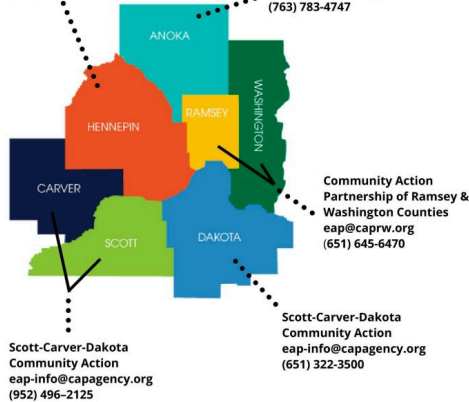 (763) 783-4747
ANOKA
HENNEPIN
RAMSEY
WASHINGTON
CARVER
SCOTT
DAKOTA
Community Action
Partnership of Ramsey &
Washington Counties
eap@caprw.org
(651) 645-6470
Scott-Carver-Dakota
Community Action
eap-info@capagency.org
(651) 322-3500
Scott-Carver-Dakota
Community Action
eap-info@capagency.org
(952) 496–2125